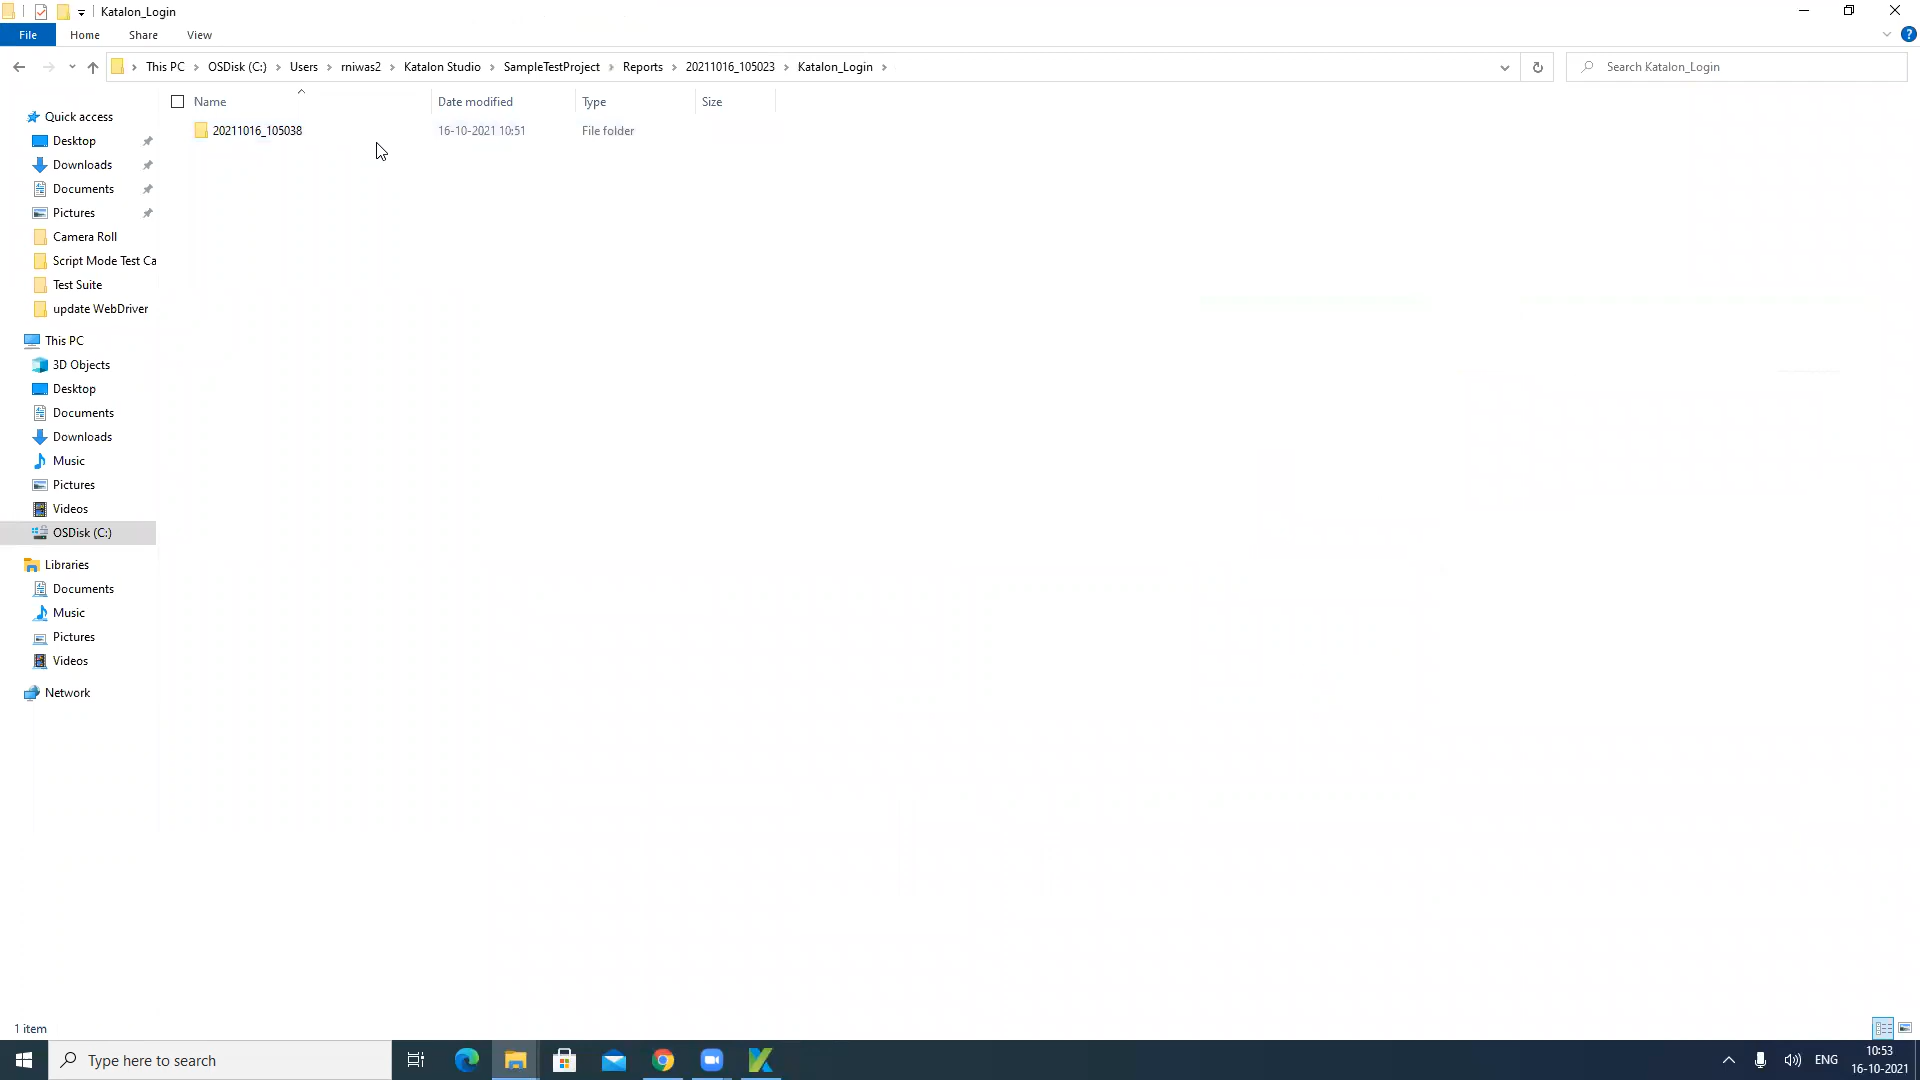 Katalon_Login
File Home Share View
This PC OSDisk (C:) Users rniwas2 Katalon Studio SampleTestProject Reports 20211016_105023 Katalon_Login
Search Katalon_Login
Name Date modified Type Size
20211016_105038 16-10-2021 10:51 File folder
Quick access
Desktop
Downloads
Documents
Pictures
Camera Roll
Script Mode Test Ca
Test Suite
update WebDriver
This PC
3D Objects
Desktop
Documents
Downloads
Music
Pictures
Videos
OSDisk (C:)
Libraries
Documents
Music
Pictures
Videos
Network
1 item
Type here to search
ENG
10:53
16-10-2021